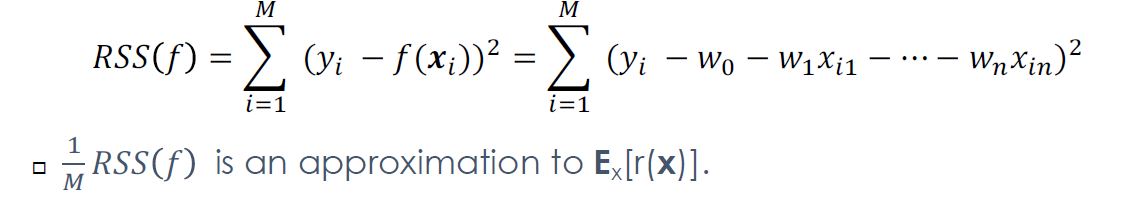 RSS(f) = ∑_{i=1}^{M} (y_i − f(𝒙_i))² = ∑_{i=1}^{M} (y_i − w_0 − w_1x_{i1} − ⋯ − w_nx_{in})²
▫ \frac{1}{M} RSS(f) is an approximation to 𝐄_x[r(𝐱)].